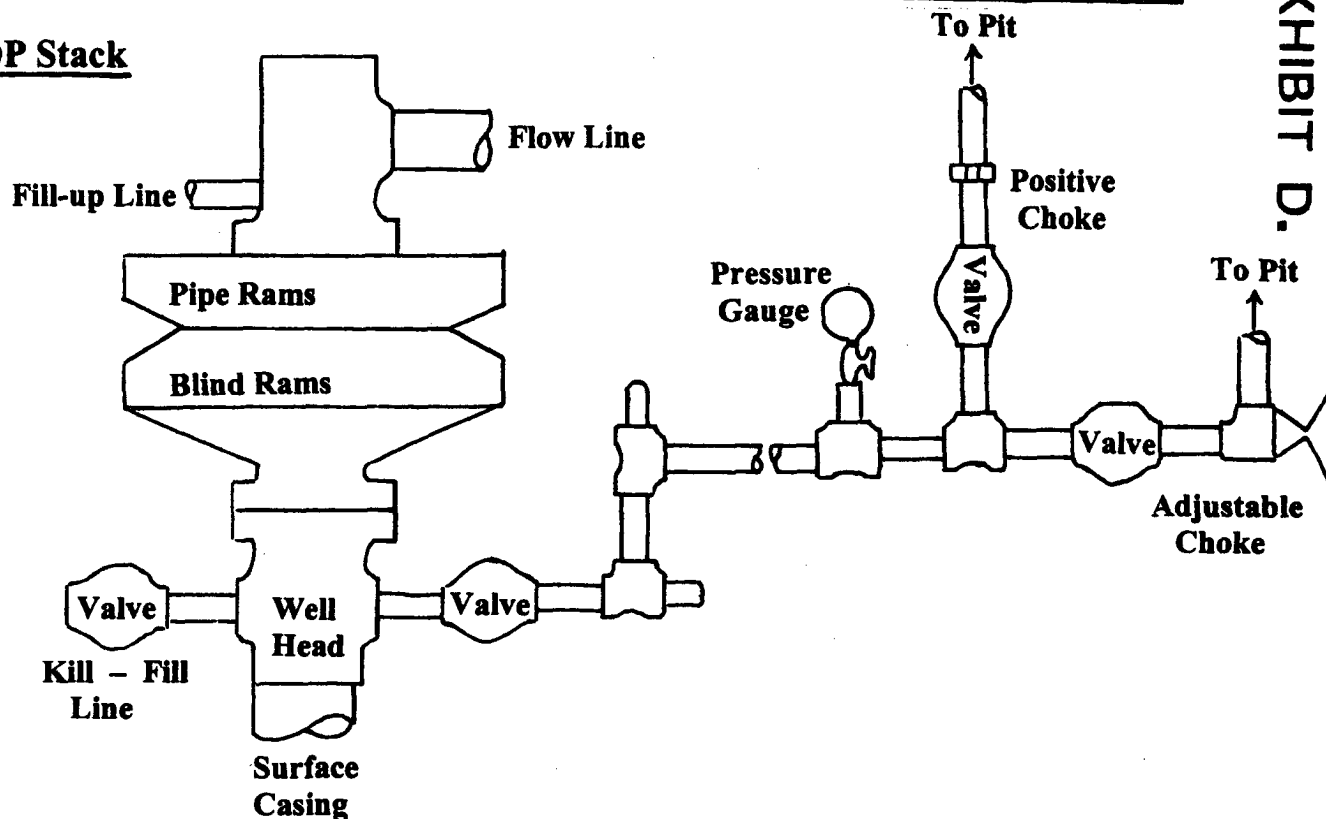 P Stack
To Pit
XHIBIT D.
Flow Line
Fill-up Line
Positive
Choke
Pipe Rams
Pressure
Gauge
Valve
To Pit
Blind Rams
Valve
Adjustable
Choke
Valve
Well
Head
Valve
Kill – Fill
Line
Surface
Casing